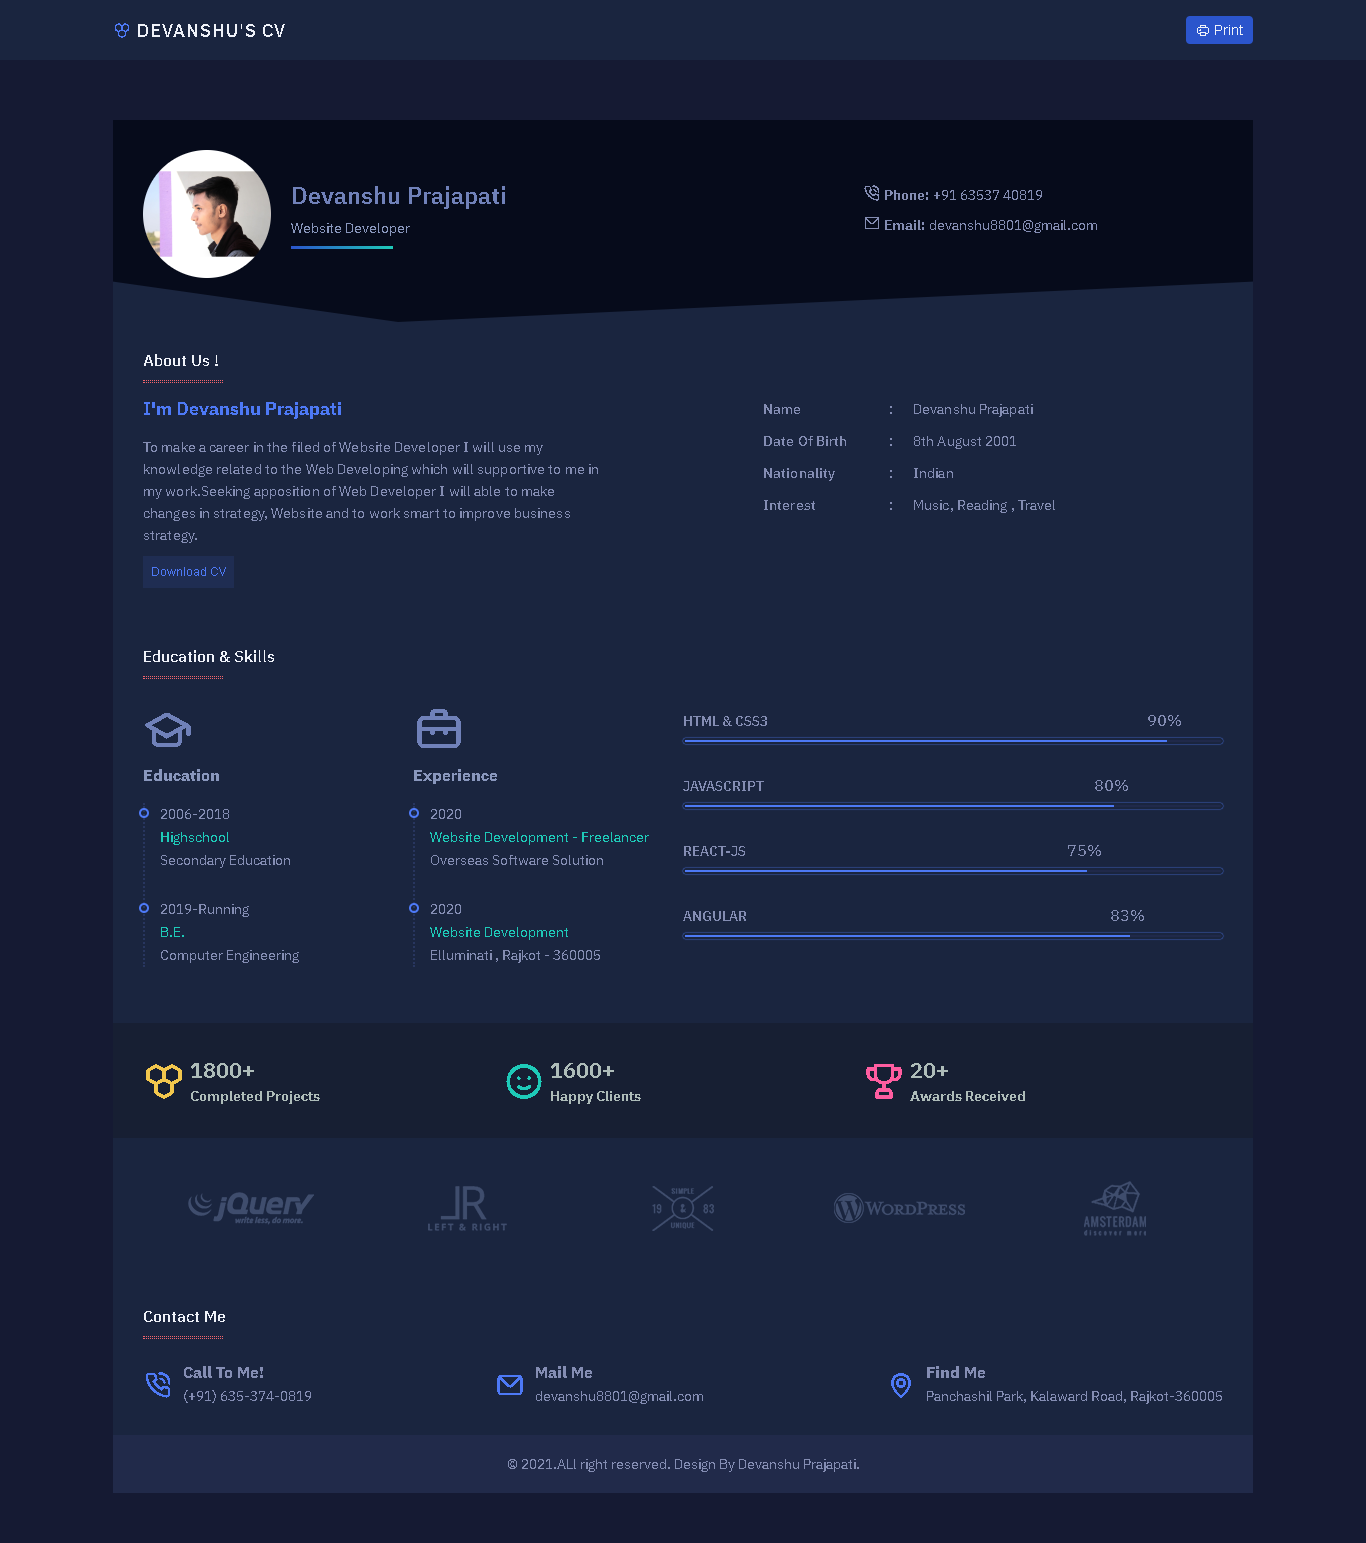 DEVANSHU'S CV
Print
Devanshu Prajapati
Website Developer
Phone: +91 63537 40819
Email: devanshu8801@gmail.com
About Us !
I'm Devanshu Prajapati
To make a career in the filed of Website Developer I will use my
knowledge related to the Web Developing which will supportive to me in
my work.Seeking apposition of Web Developer I will able to make
changes in strategy, Website and to work smart to improve business
strategy.
Download CV
Name : Devanshu Prajapati
Date Of Birth : 8th August 2001
Nationality : Indian
Interest : Music, Reading , Travel
Education & Skills
Education
2006-2018
Highschool
Secondary Education
2019-Running
B.E.
Computer Engineering
Experience
2020
Website Development - Freelancer
Overseas Software Solution
2020
Website Development
Elluminati , Rajkot - 360005
HTML & CSS3 90%
JAVASCRIPT 80%
REACT-JS 75%
ANGULAR 83%
1800+
Completed Projects
1600+
Happy Clients
20+
Awards Received
jQuery
write less, do more.
JR
LEFT & RIGHT
SIMPLE
19 & 83
UNIQUE
WORDPRESS
AMSTERDAM
discover more
Contact Me
Call To Me!
(+91) 635-374-0819
Mail Me
devanshu8801@gmail.com
Find Me
Panchashil Park, Kalaward Road, Rajkot-360005
© 2021.ALl right reserved. Design By Devanshu Prajapati.